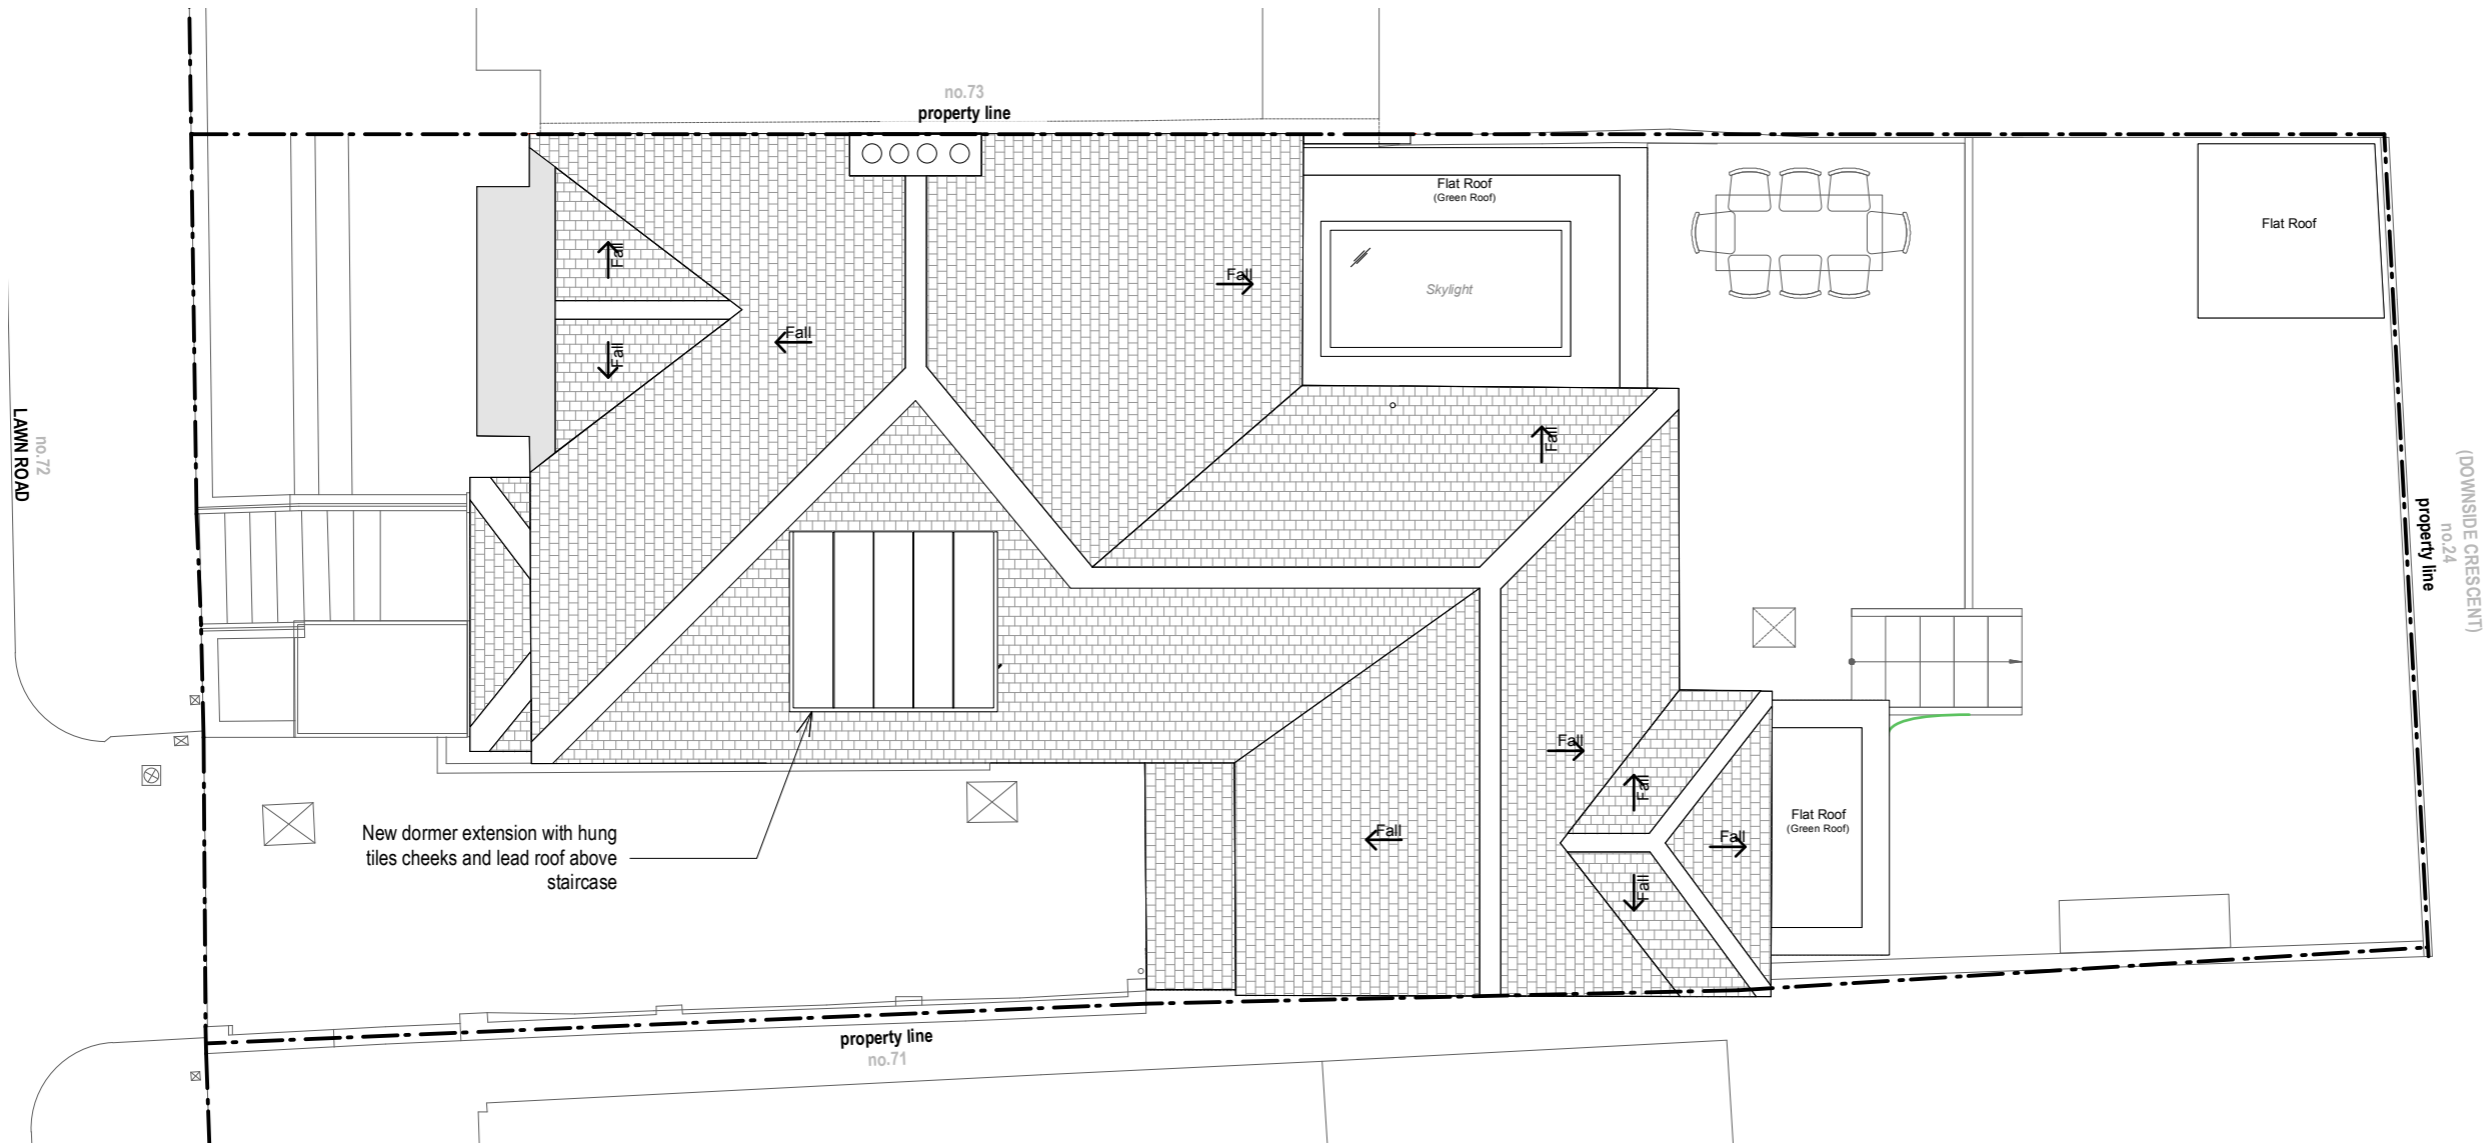 no.73
property line
Flat Roof
(Green Roof)
Skylight
Flat Roof
Fall
Fall
Fall
Fall
Fall
LAWN ROAD
no.72
(DOWNSIDE CRESCENT)
no.24
property line
Fall
Fall
Fall
Fall
Fall
Flat Roof
(Green Roof)
New dormer extension with hung
tiles cheeks and lead roof above
staircase
property line
no.71